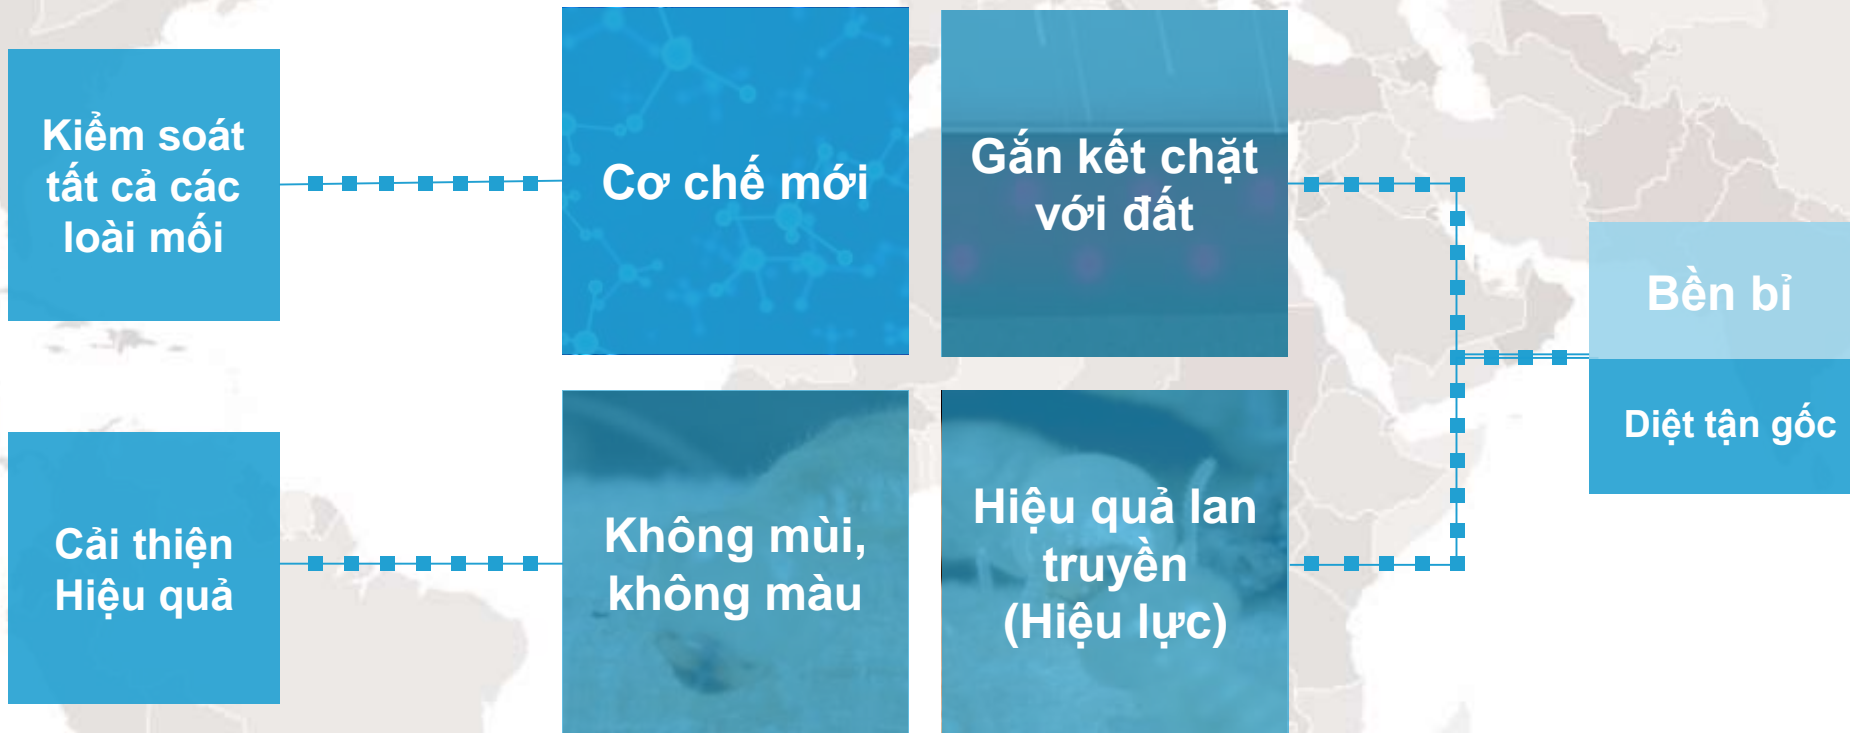 Kiểm soát
tất cả các
loài mối
Cơ chế mới
Gắn kết chặt
với đất
Bền bỉ
Diệt tận gốc
Cải thiện
Hiệu quả
Không mùi,
không màu
Hiệu quả lan
truyền
(Hiệu lực)